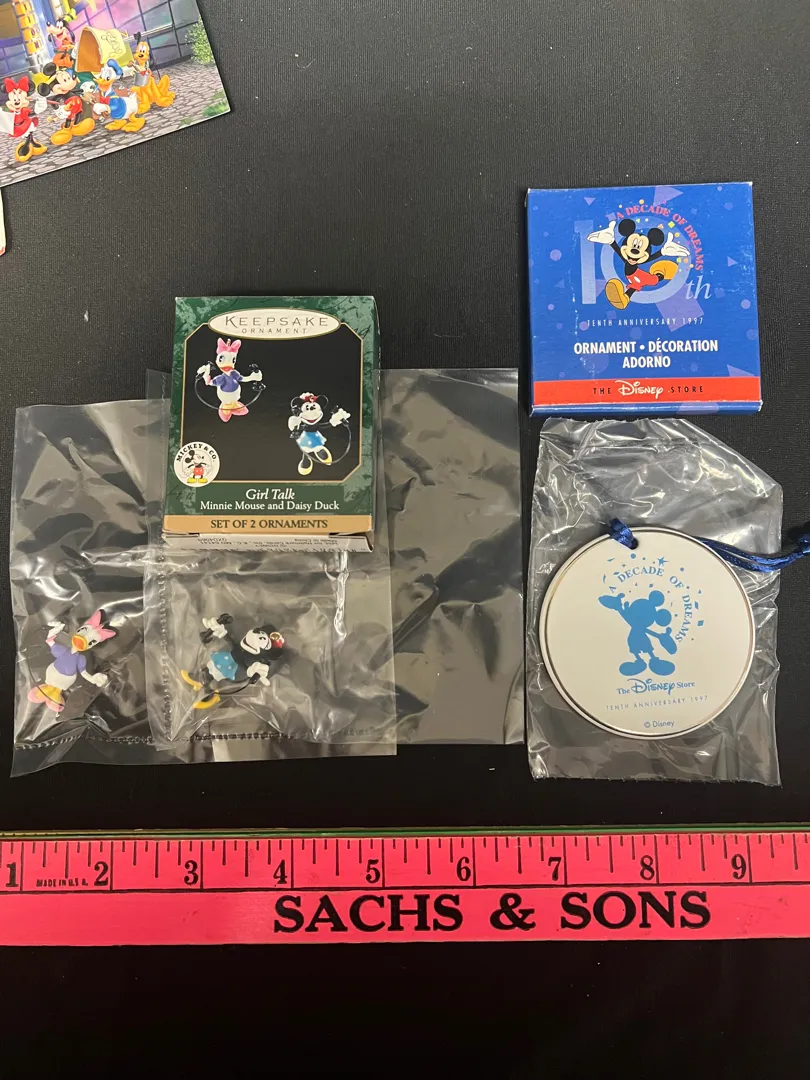 A DECADE OF DREAMS
10th
TENTH ANNIVERSARY 1997
ORNAMENT • DÉCORATION
ADORNO
THE Disney STORE
KEEPSAKE
ORNAMENT
MICKEY & CO.
Girl Talk
Minnie Mouse and Daisy Duck
SET OF 2 ORNAMENTS
A DECADE OF DREAMS
The Disney Store
TENTH ANNIVERSARY 1997
© Disney
1 2 3 4 5 6 7 8 9
MADE IN U.S.A.
SACHS & SONS